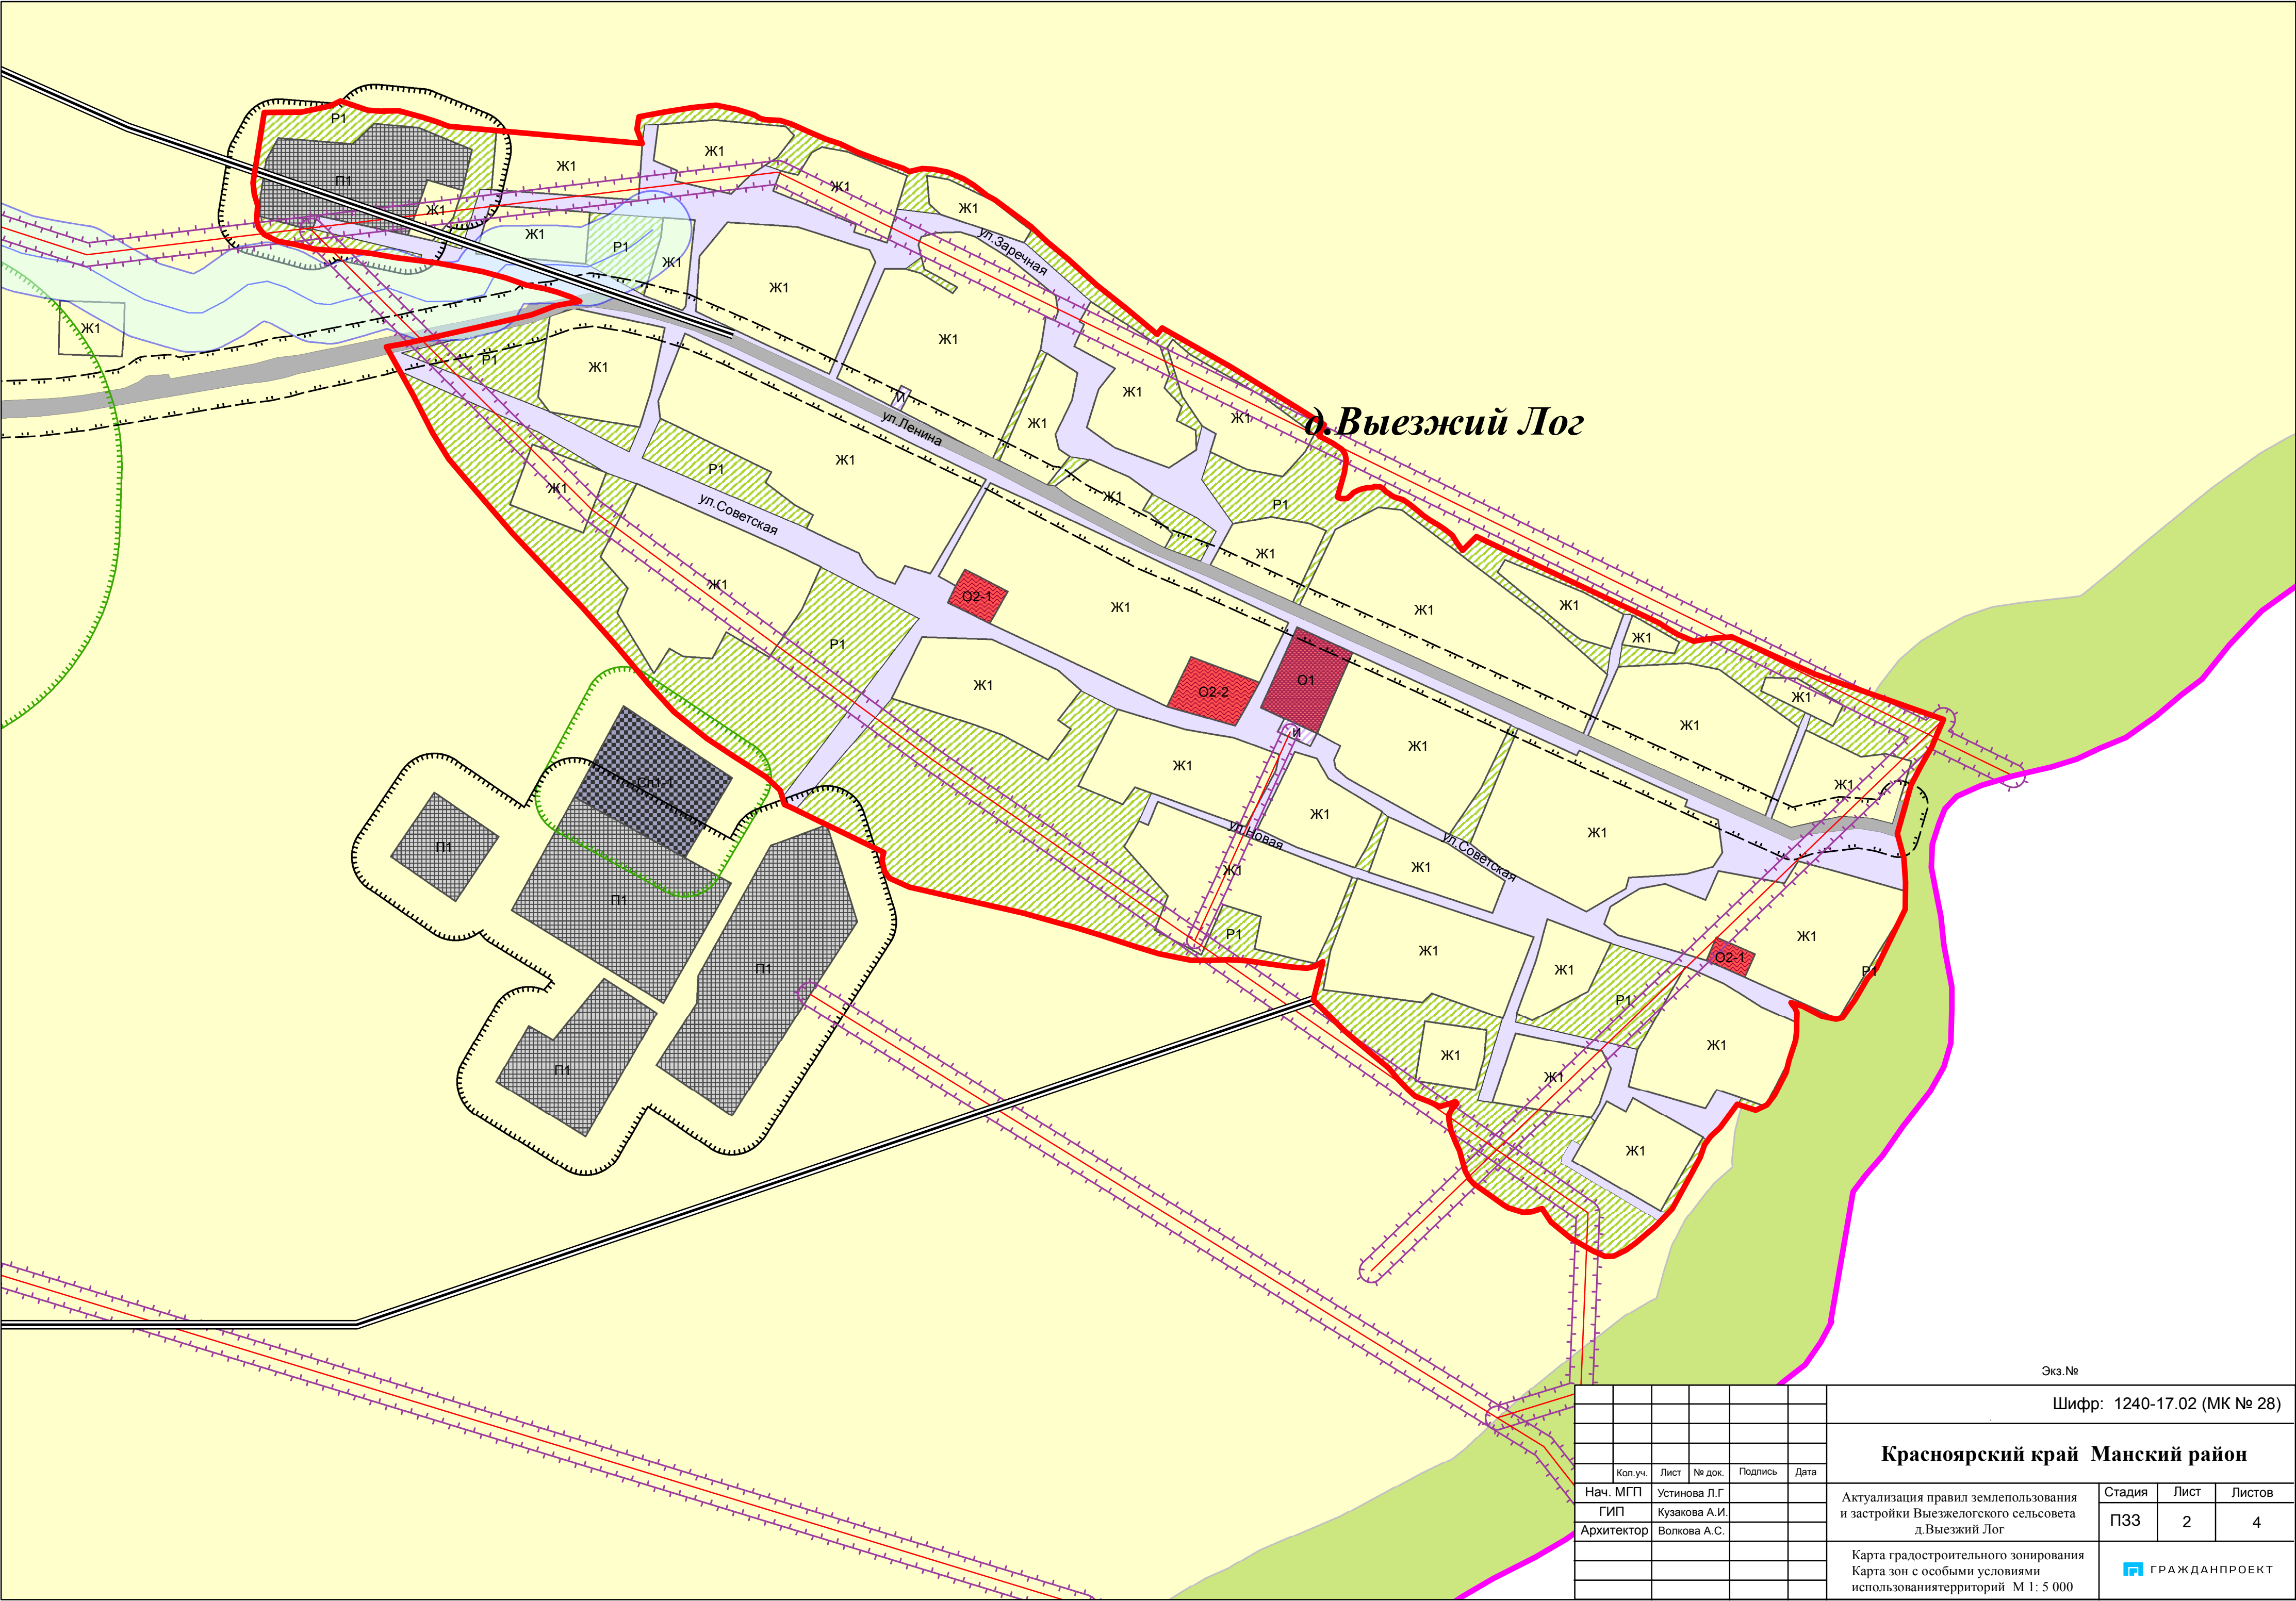 Р1
Ж1
Ж1
П1
Ж1
Ж1
Ж1
Ж1
Р1
ул.Заречная
Ж1
Ж1
Ж1
Ж1
Р1
Ж1
Ж1
И
ул.Ленина
Ж1
Ж1
д.Выезжий Лог
Ж1
Ж1
Р1
Ж1
ул.Советская
Ж1
Р1
Ж1
Ж1
О2-1
Ж1
Ж1
Ж1
Ж1
Р1
О1
Ж1
О2-2
Ж1
Ж1
И
Ж1
Ж1
Ж1
Ж1
ул.Новая
Ж1
ул.Советская
П1
Ж1
Ж1
П1
Р1
Ж1
Ж1
О2-1
П1
Ж1
Р1
Р1
Ж1
Ж1
П1
Ж1
Ж1
Экз.№
Шифр: 1240-17.02 (МК № 28)
Красноярский край Манский район
Кол.уч. Лист № док. Подпись Дата
Нач. МГП Устинова Л.Г
ГИП Кузакова А.И.
Архитектор Волкова А.С.
Актуализация правил землепользования
и застройки Выезжелогского сельсовета
д.Выезжий Лог
Стадия Лист Листов
ПЗЗ 2 4
Карта градостроительного зонирования
Карта зон с особыми условиями
использованиятерриторий М 1: 5 000
ГРАЖДАНПРОЕКТ